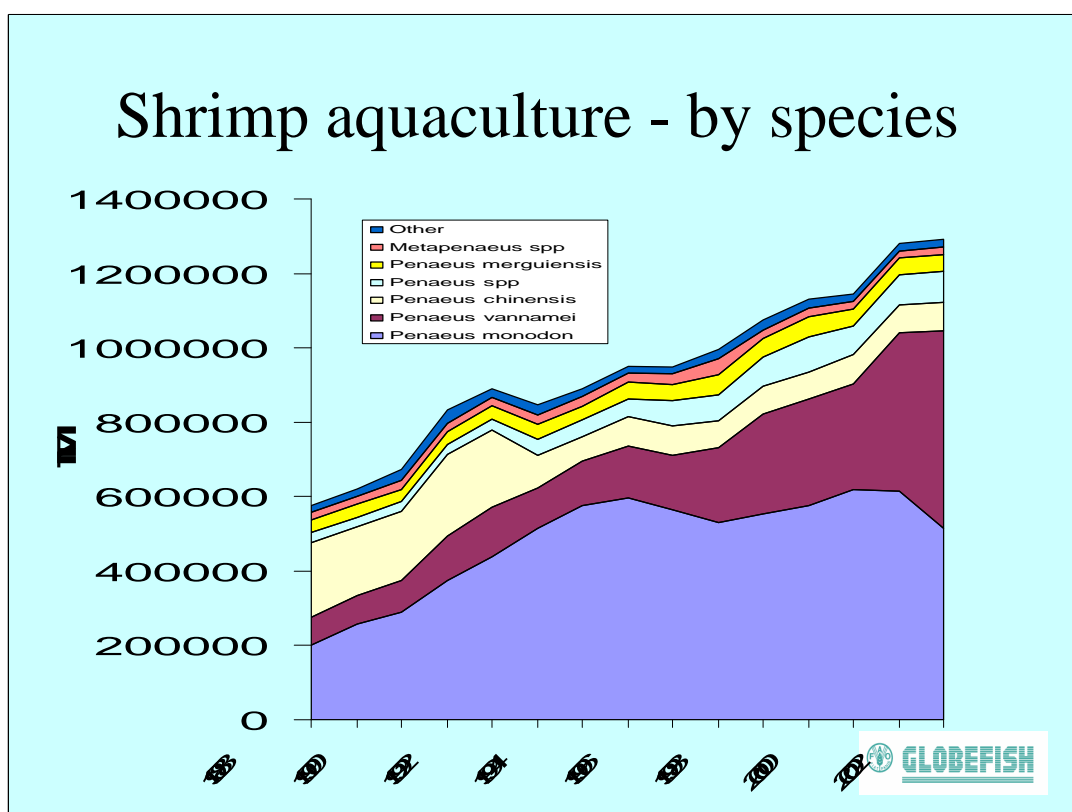 Shrimp aquaculture - by species
1400000
1200000
1000000
800000
600000
400000
200000
0
Other
Metapenaeus spp
Penaeus merguiensis
Penaeus spp
Penaeus chinensis
Penaeus vannamei
Penaeus monodon
FAO
GLOBEFISH